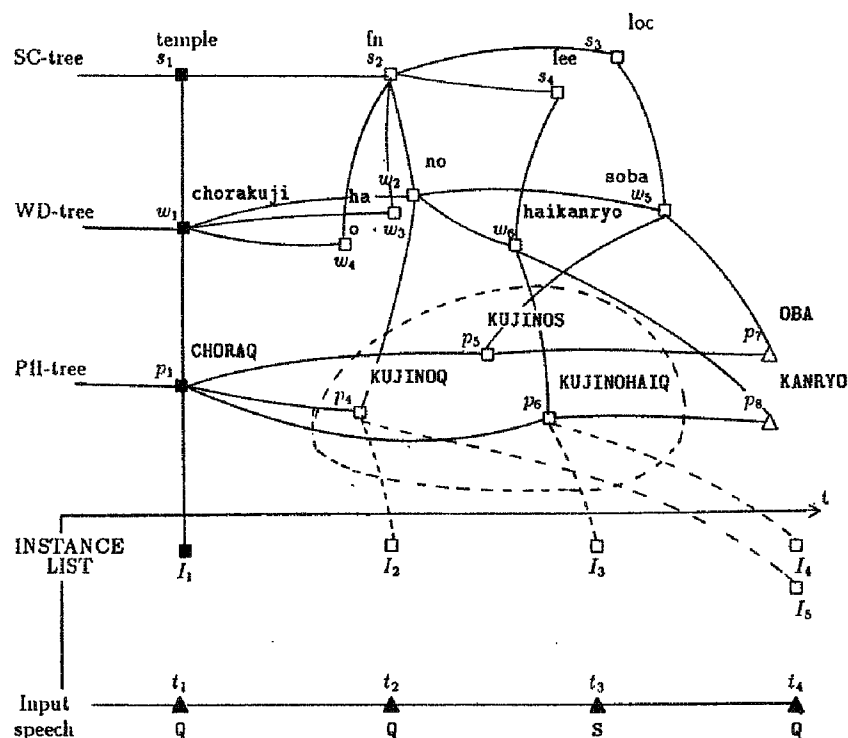 temple fn loc
SC-tree s₁ s₂ s₃
lee
s₄
no
chorakuji ha w₂ soba
WD-tree w₁ o w₃ haikanryo w₅
w₄ w₆
KUJINOS OBA
CHORAQ p₅ p₇
PH-tree p₁ KUJINOQ KUJINOHAIQ KANRYO
p₄ p₆ p₈
t
INSTANCE
LIST I₁ I₂ I₃ I₄
I₅
Input t₁ t₂ t₃ t₄
speech Q Q S Q